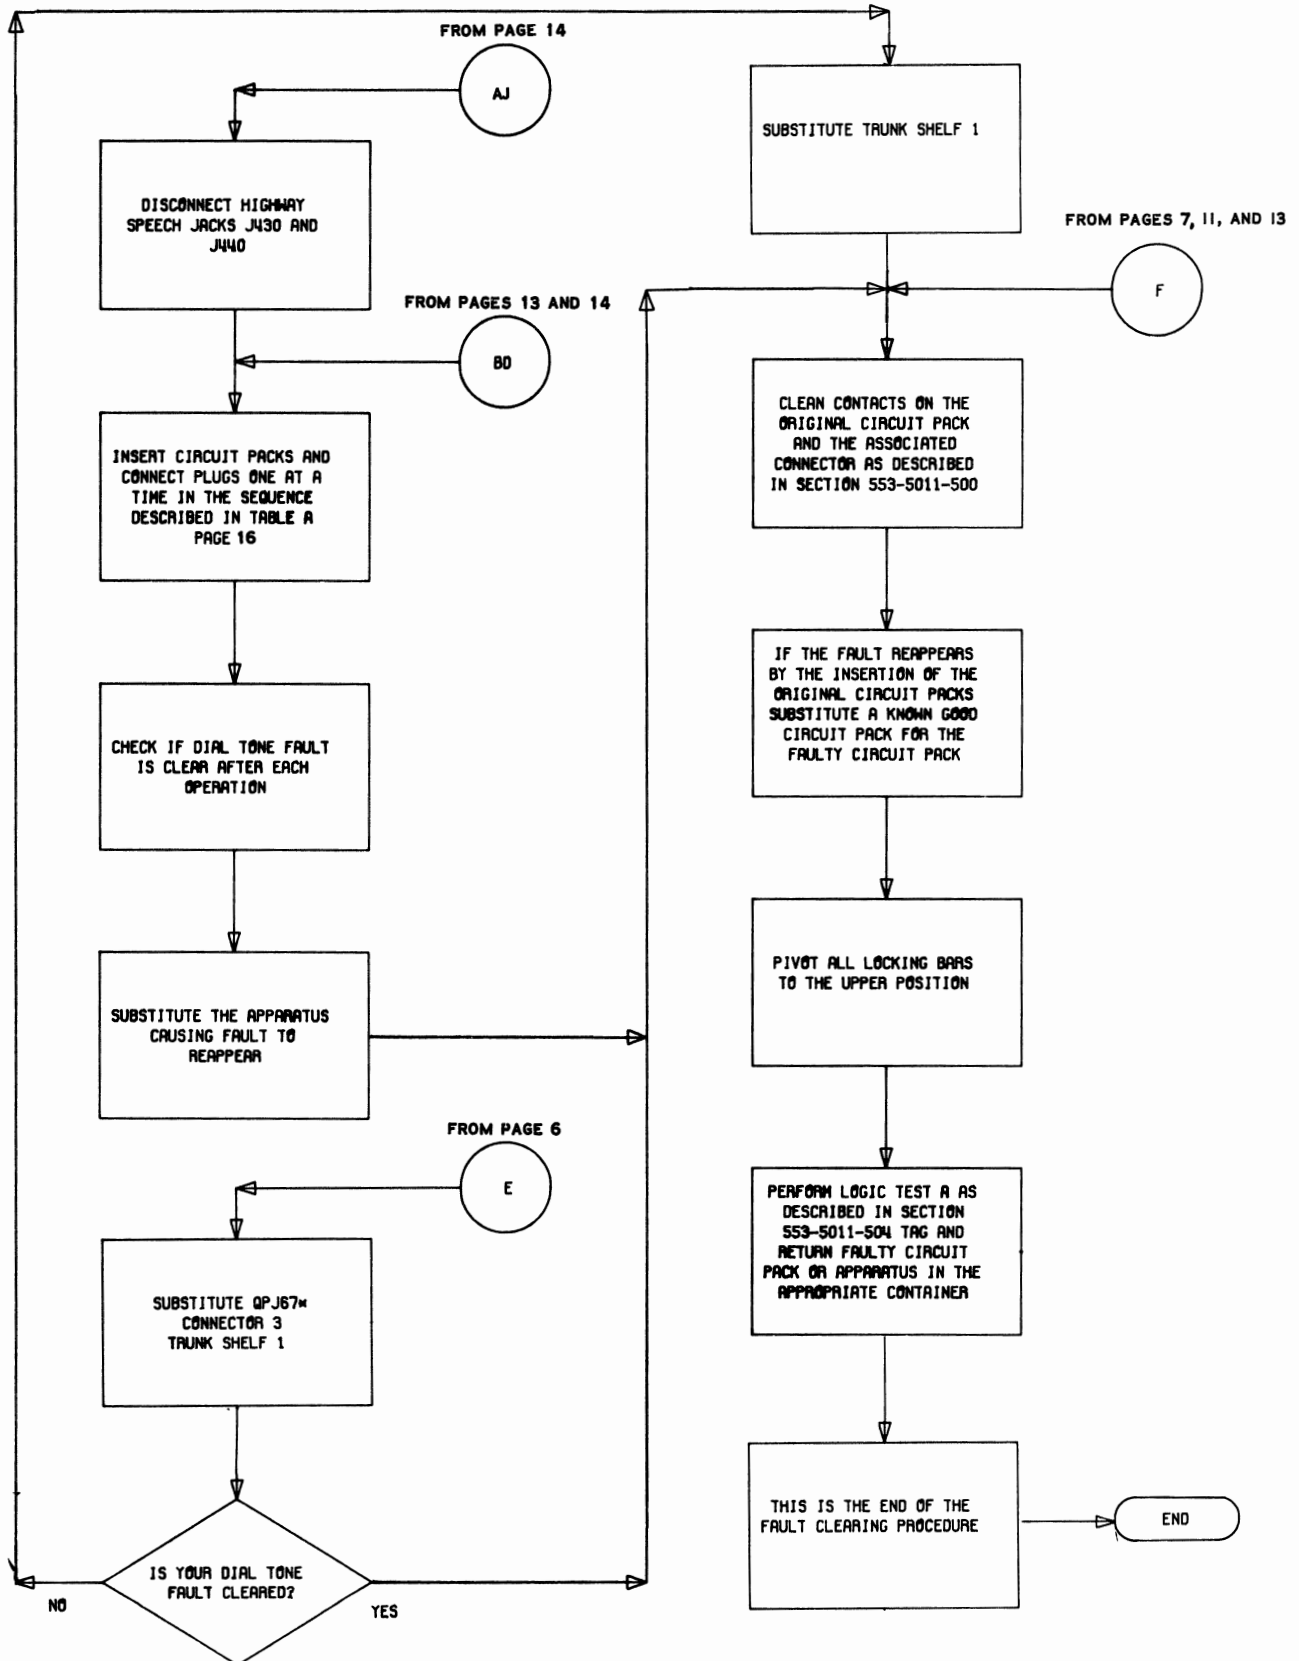 FROM PAGE 14
AJ
DISCONNECT HIGHWAY
SPEECH JACKS J430 AND
J440
FROM PAGES 13 AND 14
BD
INSERT CIRCUIT PACKS AND
CONNECT PLUGS ONE AT A
TIME IN THE SEQUENCE
DESCRIBED IN TABLE A
PAGE 16
CHECK IF DIAL TONE FAULT
IS CLEAR AFTER EACH
OPERATION
SUBSTITUTE THE APPARATUS
CAUSING FAULT TO
REAPPEAR
FROM PAGE 6
E
SUBSTITUTE QPJ67*
CONNECTOR 3
TRUNK SHELF 1
IS YOUR DIAL TONE
FAULT CLEARED?
NO
YES
SUBSTITUTE TRUNK SHELF 1
FROM PAGES 7, 11, AND 13
F
CLEAN CONTACTS ON THE
ORIGINAL CIRCUIT PACK
AND THE ASSOCIATED
CONNECTOR AS DESCRIBED
IN SECTION 553-5011-500
IF THE FAULT REAPPEARS
BY THE INSERTION OF THE
ORIGINAL CIRCUIT PACKS
SUBSTITUTE A KNOWN GOOD
CIRCUIT PACK FOR THE
FAULTY CIRCUIT PACK
PIVOT ALL LOCKING BARS
TO THE UPPER POSITION
PERFORM LOGIC TEST A AS
DESCRIBED IN SECTION
553-5011-504 TAG AND
RETURN FAULTY CIRCUIT
PACK OR APPARATUS IN THE
APPROPRIATE CONTAINER
THIS IS THE END OF THE
FAULT CLEARING PROCEDURE
END